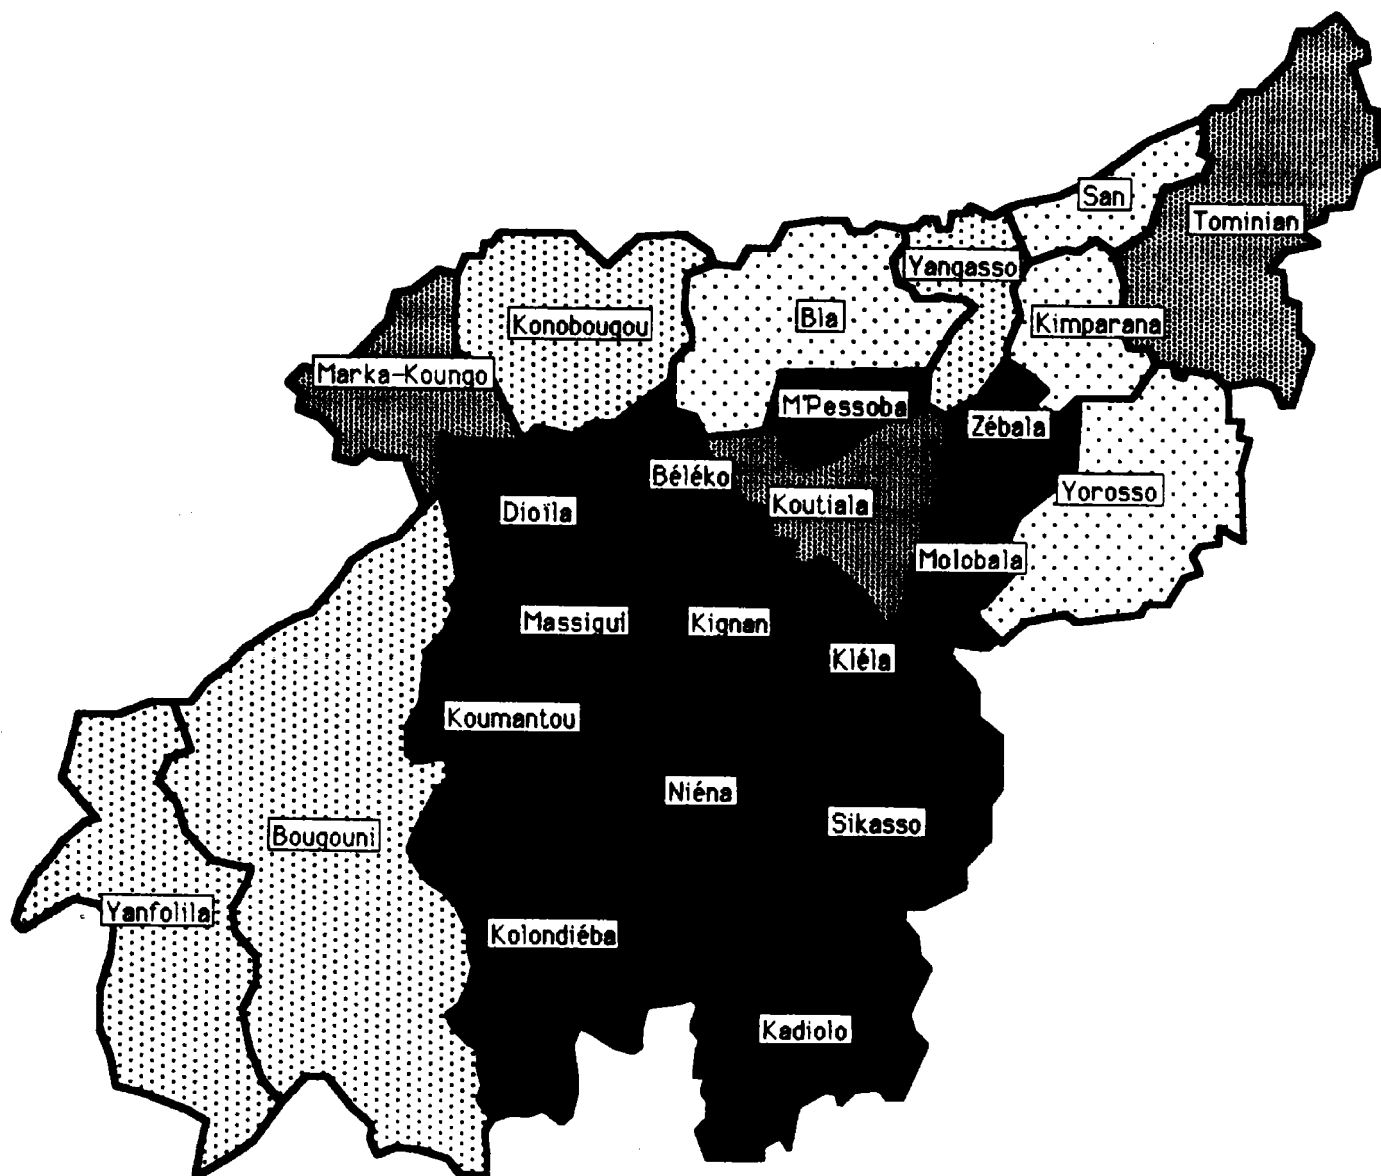 San
Tominian
Yangasso
Konobougou
Bla
Kimparana
Marka-Koungo
M'Pessoba
Zébala
Béléko
Koutiala
Yorosso
Dioïla
Molobala
Massigui
Kignan
Kléla
Koumantou
Niéna
Sikasso
Bougouni
Yanfolila
Kolondiéba
Kadiolo